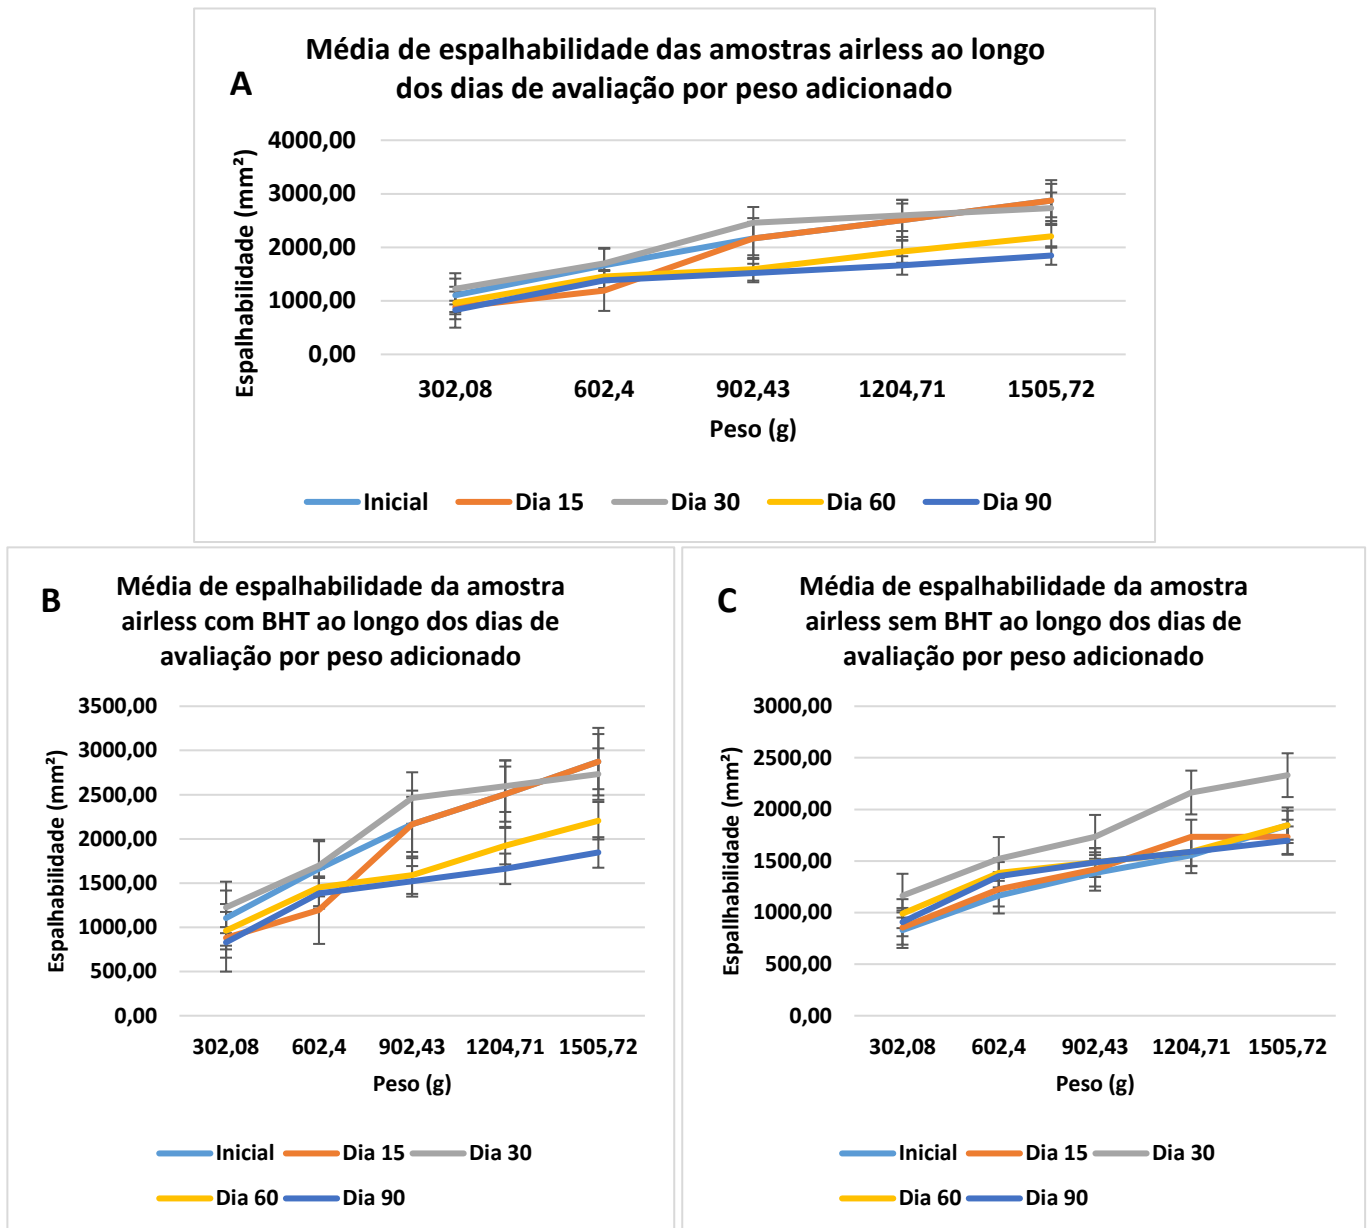 Média de espalhabilidade das amostras airless ao longo
dos dias de avaliação por peso adicionado
A
Espalhabilidade (mm²)
4000,00
3000,00
2000,00
1000,00
0,00
302,08 602,4 902,43 1204,71 1505,72
Peso (g)
Inicial Dia 15 Dia 30 Dia 60 Dia 90
B
Média de espalhabilidade da amostra
airless com BHT ao longo dos dias de
avaliação por peso adicionado
Espalhabilidade (mm²)
3500,00
3000,00
2500,00
2000,00
1500,00
1000,00
500,00
0,00
302,08 602,4 902,43 1204,71 1505,72
Peso (g)
Inicial Dia 15 Dia 30
Dia 60 Dia 90
C
Média de espalhabilidade da amostra
airless sem BHT ao longo dos dias de
avaliação por peso adicionado
Espallhabilidade (mm²)
3000,00
2500,00
2000,00
1500,00
1000,00
500,00
0,00
302,08 602,4 902,43 1204,71 1505,72
Peso (g)
Inicial Dia 15 Dia 30
Dia 60 Dia 90